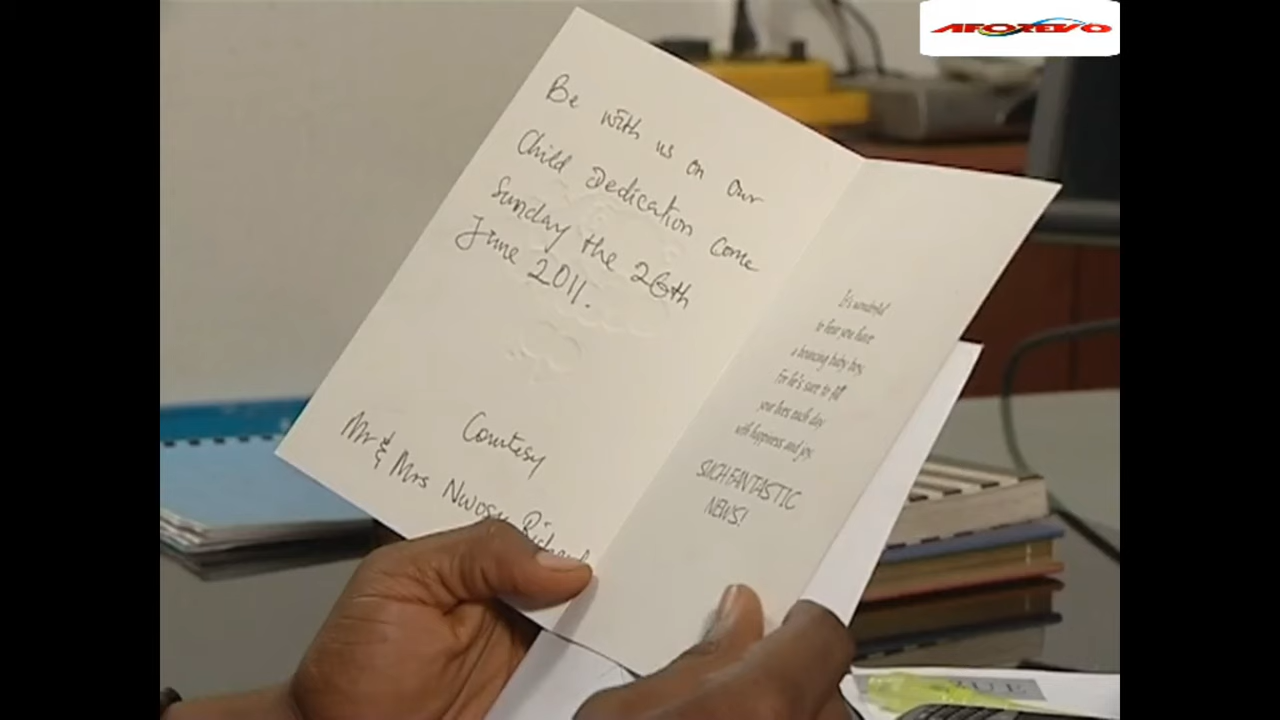 AFOTEVO
Be with us on our
Child Dedication come
Sunday the 26th
June 2011.
Courtesy
Mr & Mrs Nwosu Richard
It's wonderful
to hear you have
a bouncing baby boy.
For he's sure to fill
your lives each day
with happiness and joy.
SUCH FANTASTIC
NEWS!